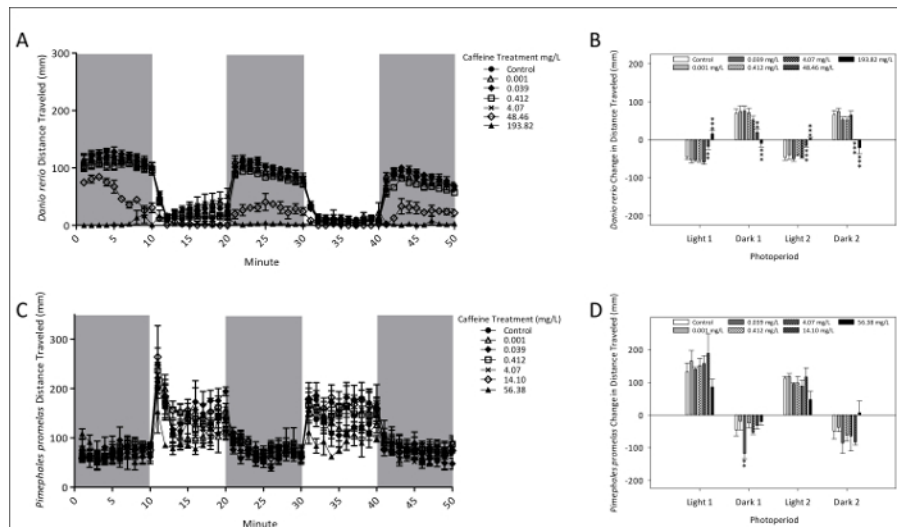 A
Danio rerio Distance Traveled (mm)
300
200
100
0
0 5 10 15 20 25 30 35 40 45 50
Minute
Caffeine Treatment mg/L
Control
0.001
0.039
0.412
4.07
48.46
193.82
B
Control
0.001 mg/L
0.039 mg/L
0.412 mg/L
4.07 mg/L
48.46 mg/L
193.82 mg/L
Danio rerio Change in Distance Traveled (mm)
200
100
0
-100
-200
Light 1 Dark 1 Light 2 Dark 2
Photoperiod
C
Pimephales promelas Distance Traveled (mm)
300
200
100
0
0 5 10 15 20 25 30 35 40 45 50
Minute
Caffeine Treatment (mg/L)
Control
0.001
0.039
0.412
4.07
14.10
56.38
D
Control
0.001 mg/L
0.039 mg/L
0.412 mg/L
4.07 mg/L
14.10 mg/L
56.38 mg/L
Pimephales promelas Change in Distance Traveled (mm)
200
100
0
-100
-200
Light 1 Dark 1 Light 2 Dark 2
Photoperiod